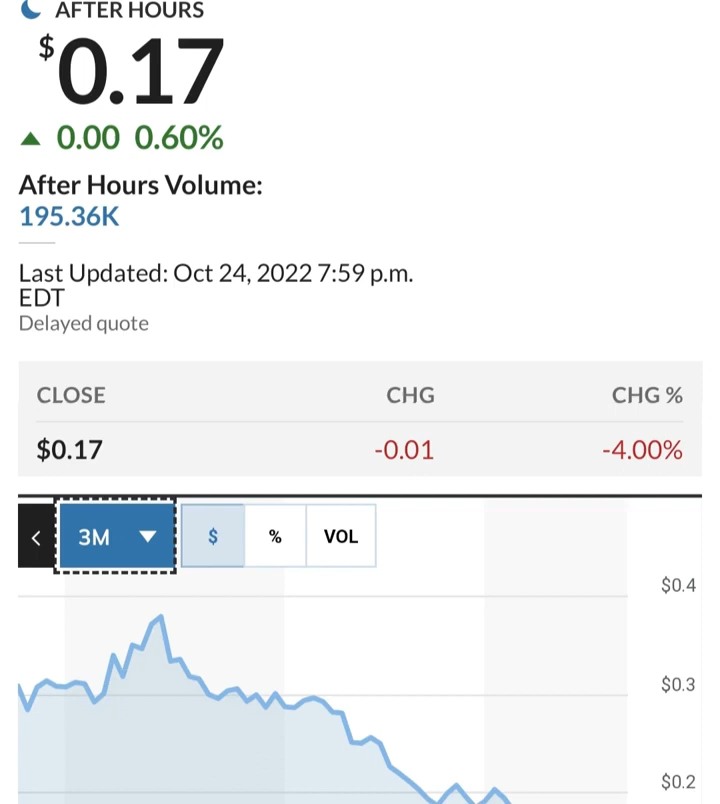 AFTER HOURS
$0.17
0.00 0.60%
After Hours Volume:
195.36K
Last Updated: Oct 24, 2022 7:59 p.m.
EDT
Delayed quote
CLOSE CHG CHG %
$0.17 -0.01 -4.00%
3M $ % VOL
$0.4
$0.3
$0.2